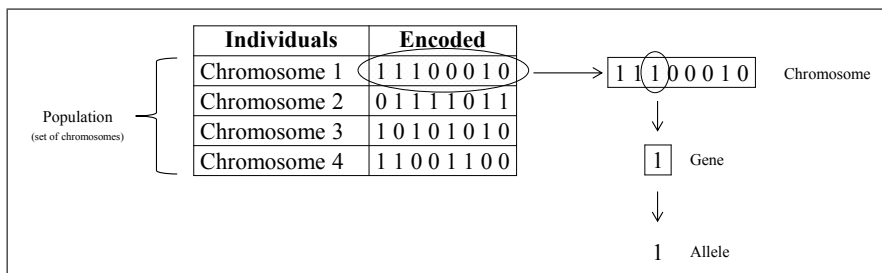 Individuals Encoded
Chromosome 1 1 1 1 0 0 0 1 0
Chromosome 2 0 1 1 1 1 0 1 1
Chromosome 3 1 0 1 0 1 0 1 0
Chromosome 4 1 1 0 0 1 1 0 0
Population
(set of chromosomes)
1 1 1 0 0 0 1 0 Chromosome
1 Gene
1 Allele